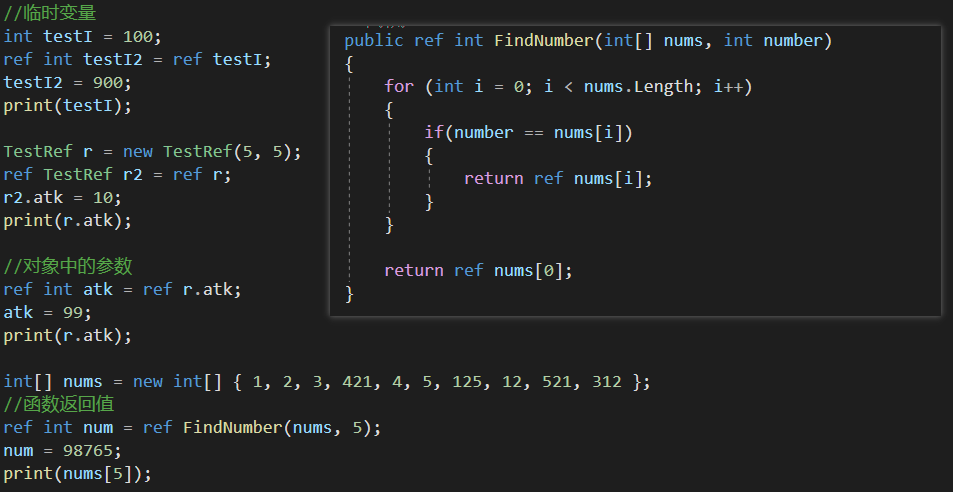 //临时变量
int testI = 100;
ref int testI2 = ref testI;
testI2 = 900;
print(testI);
TestRef r = new TestRef(5, 5);
ref TestRef r2 = ref r;
r2.atk = 10;
print(r.atk);
//对象中的参数
ref int atk = ref r.atk;
atk = 99;
print(r.atk);
int[] nums = new int[] { 1, 2, 3, 421, 4, 5, 125, 12, 521, 312 };
//函数返回值
ref int num = ref FindNumber(nums, 5);
num = 98765;
print(nums[5]);
public ref int FindNumber(int[] nums, int number)
{
for (int i = 0; i < nums.Length; i++)
{
if(number == nums[i])
{
return ref nums[i];
}
}
return ref nums[0];
}